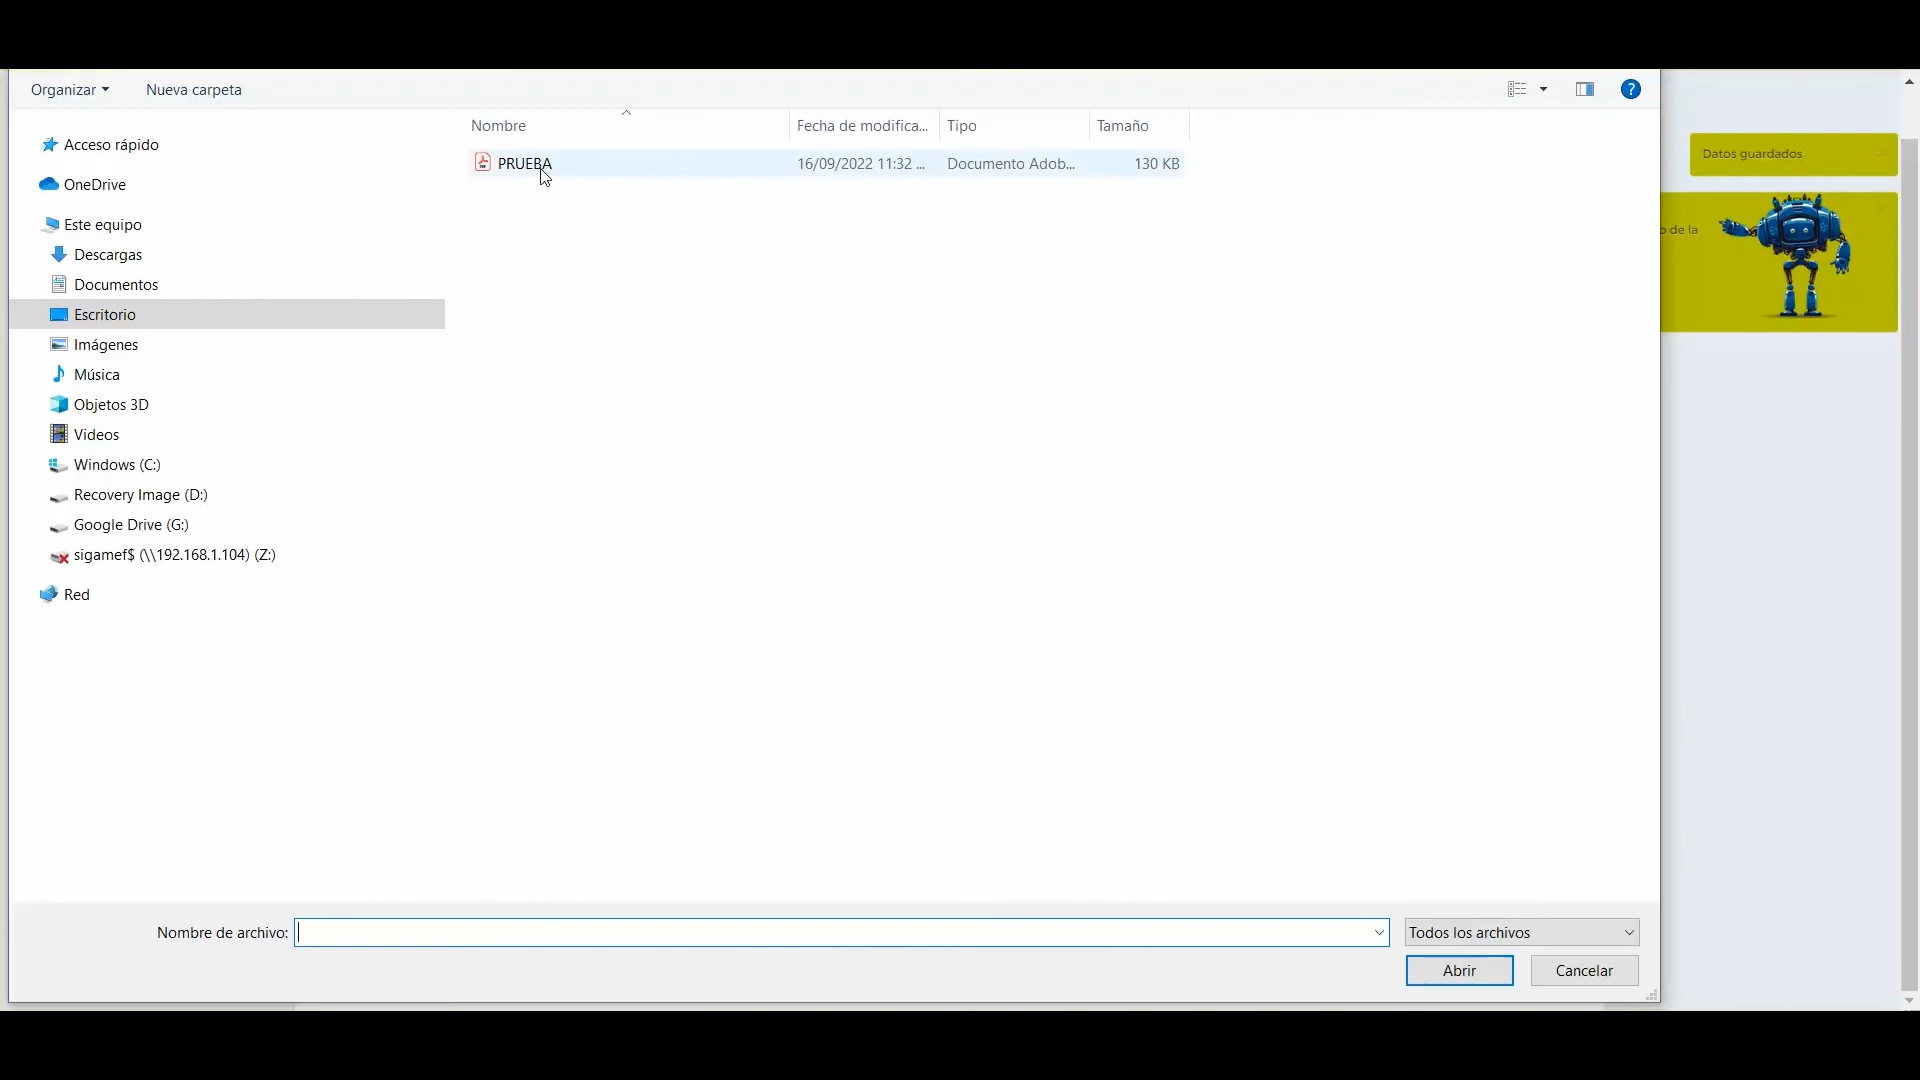 Organizar
Nueva carpeta
?
Nombre
Fecha de modifica...
Tipo
Tamaño
PRUEBA
16/09/2022 11:32 ...
Documento Adob...
130 KB
Acceso rápido
OneDrive
Este equipo
Descargas
Documentos
Escritorio
Imágenes
Música
Objetos 3D
Videos
Windows (C:)
Recovery Image (D:)
Google Drive (G:)
sigamef$ (\\192.168.1.104) (Z:)
Red
Datos guardados
o de la
Nombre de archivo:
Todos los archivos
Abrir
Cancelar